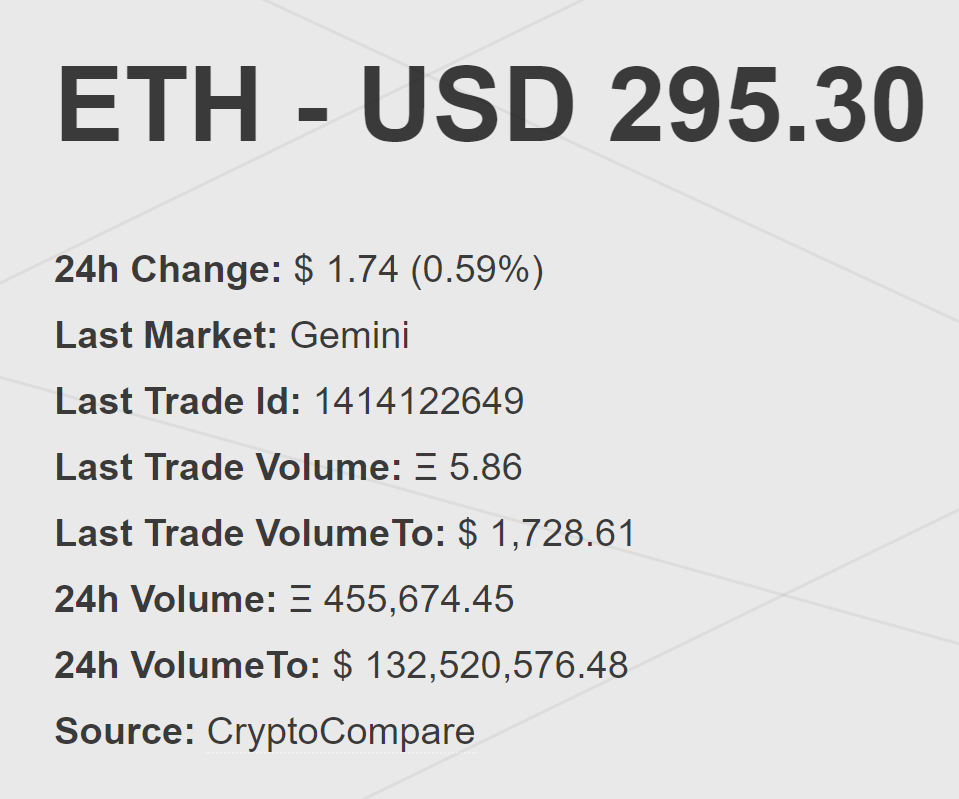 ETH - USD 295.30
24h Change: $ 1.74 (0.59%)
Last Market: Gemini
Last Trade Id: 1414122649
Last Trade Volume: Ξ 5.86
Last Trade VolumeTo: $ 1,728.61
24h Volume: Ξ 455,674.45
24h VolumeTo: $ 132,520,576.48
Source: CryptoCompare